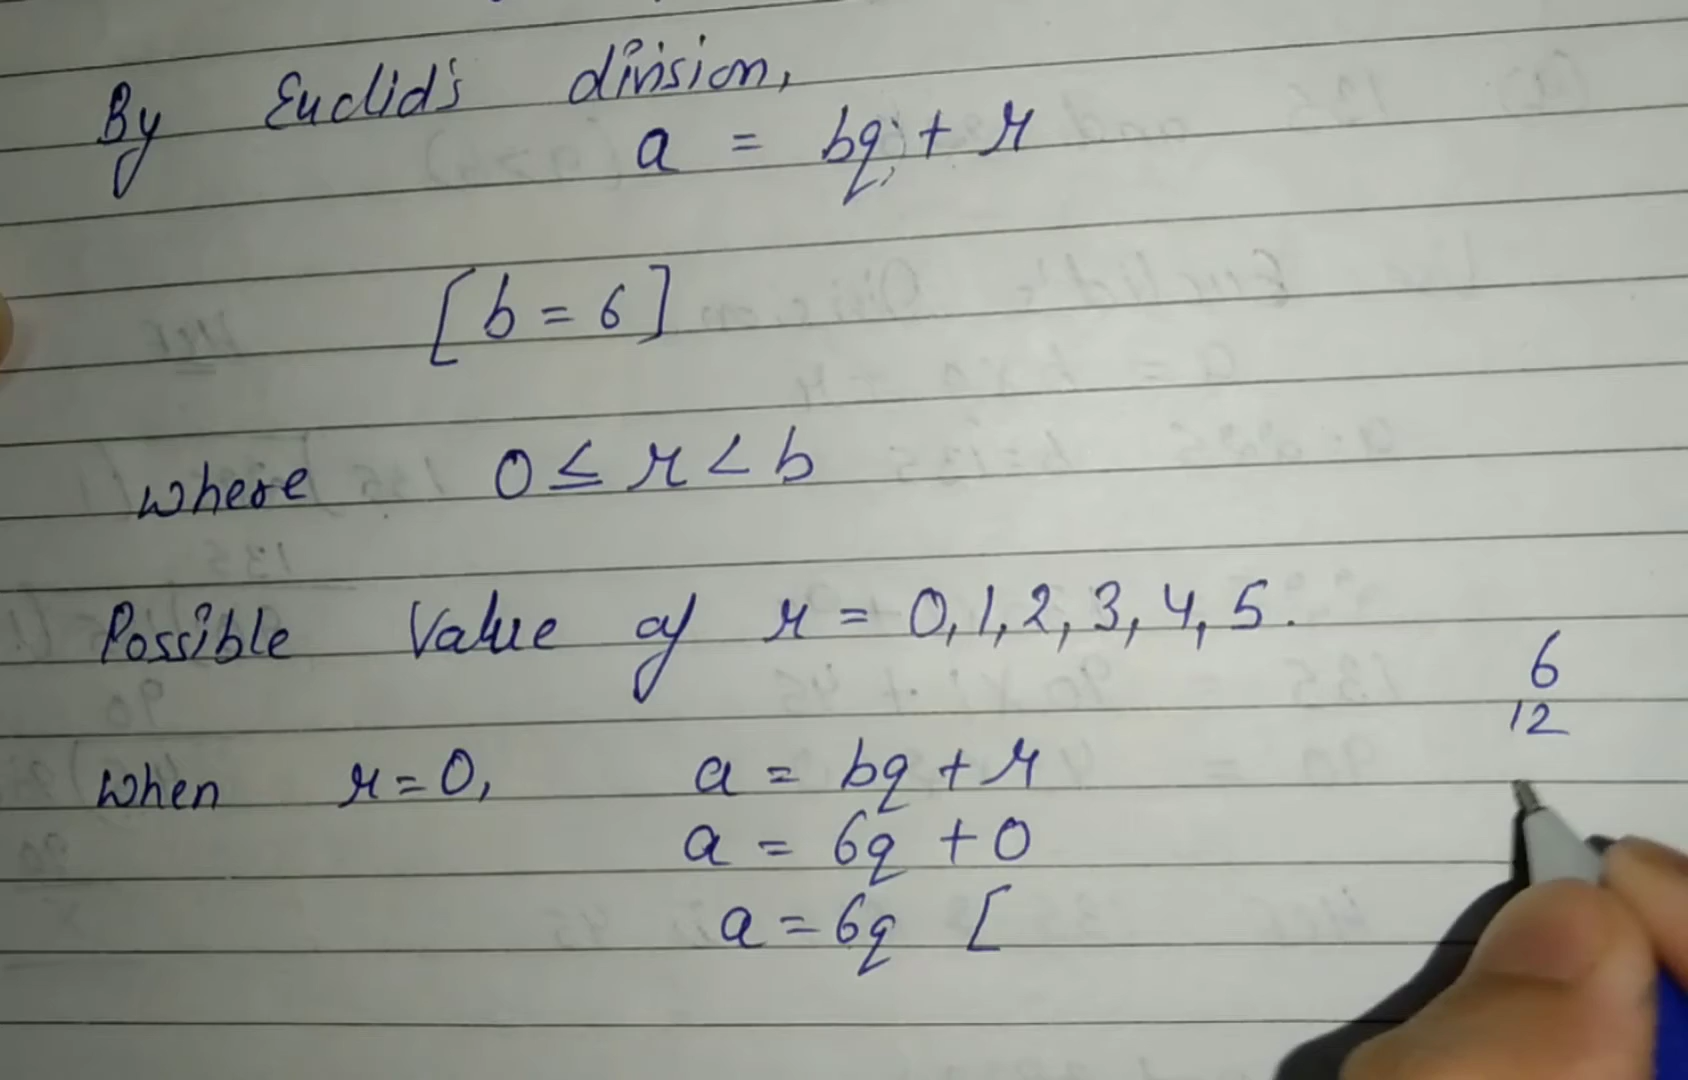 By Euclid's division,
a = bq + r
[b = 6]
where 0 ≤ r < b
Possible Value of r = 0, 1, 2, 3, 4, 5.
6
12
when r = 0, a = bq + r
a = 6q + 0
a = 6q [